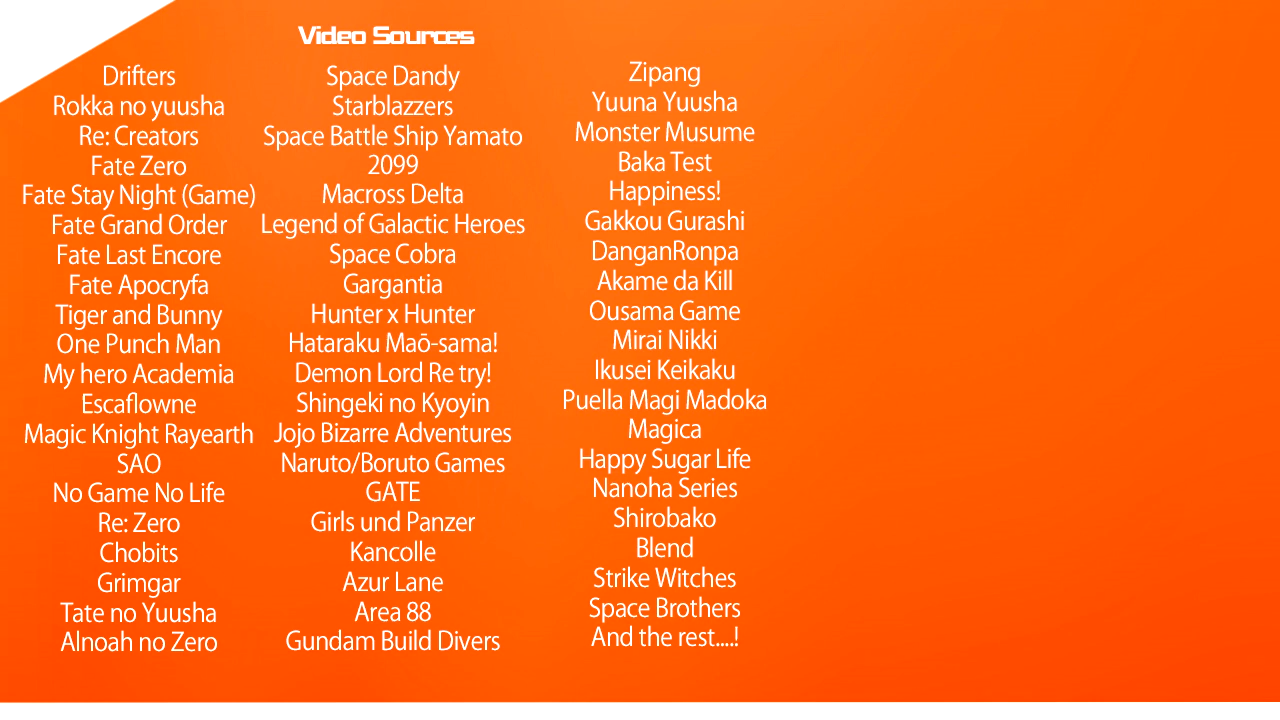 Video Sources
Drifters
Rokka no yuusha
Re: Creators
Fate Zero
Fate Stay Night (Game)
Fate Grand Order
Fate Last Encore
Fate Apocryfa
Tiger and Bunny
One Punch Man
My hero Academia
Escaflowne
Magic Knight Rayearth
SAO
No Game No Life
Re: Zero
Chobits
Grimgar
Tate no Yuusha
Alnoah no Zero
Space Dandy
Starblazzers
Space Battle Ship Yamato
2099
Macross Delta
Legend of Galactic Heroes
Space Cobra
Gargantia
Hunter x Hunter
Hataraku Maō-sama!
Demon Lord Re try!
Shingeki no Kyoyin
Jojo Bizarre Adventures
Naruto/Boruto Games
GATE
Girls und Panzer
Kancolle
Azur Lane
Area 88
Gundam Build Divers
Zipang
Yuuna Yuusha
Monster Musume
Baka Test
Happiness!
Gakkou Gurashi
DanganRonpa
Akame da Kill
Ousama Game
Mirai Nikki
Ikusei Keikaku
Puella Magi Madoka
Magica
Happy Sugar Life
Nanoha Series
Shirobako
Blend
Strike Witches
Space Brothers
And the rest....!